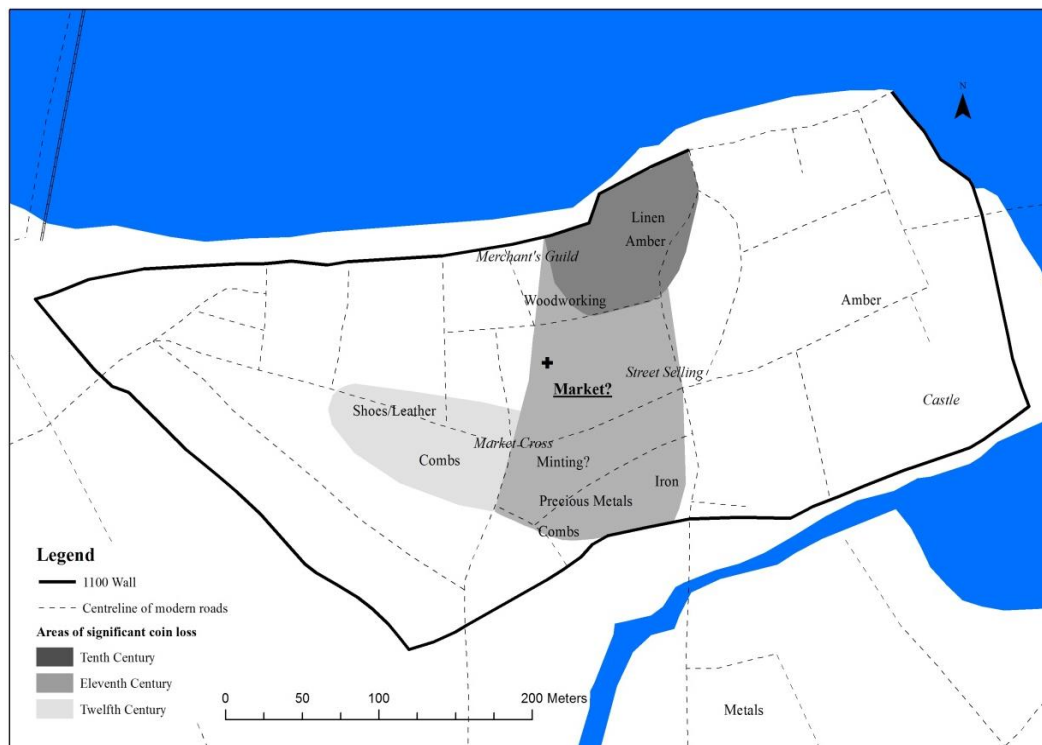 N
Linen
Amber
Merchant's Guild
Woodworking
Amber
Street Selling
Market?
Castle
Shoes/Leather
Market Cross
Combs
Minting?
Iron
Precious Metals
Combs
Legend
1100 Wall
Centreline of modern roads
Areas of significant coin loss
Tenth Century
Eleventh Century
Twelfth Century
0 50 100 200 Meters
Metals